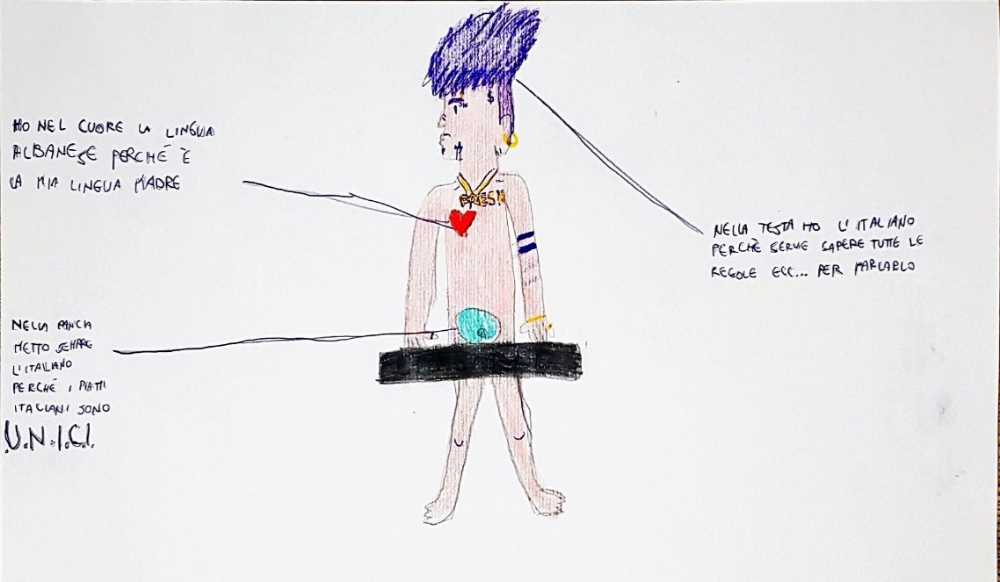 HO NEL CUORE LA LINGUA
ALBANESE PERCHÉ È
LA MIA LINGUA MADRE
FRESH
$
NELLA TESTA HO L'ITALIANO
PERCHÈ SERVE SAPERE TUTTE LE
REGOLE ECC... PER PARLARLO
NELLA PANCIA
METTO SEMPRE
L'ITALIANO
PERCHÉ I PIATTI
ITALIANI SONO
U.N.I.C.I.